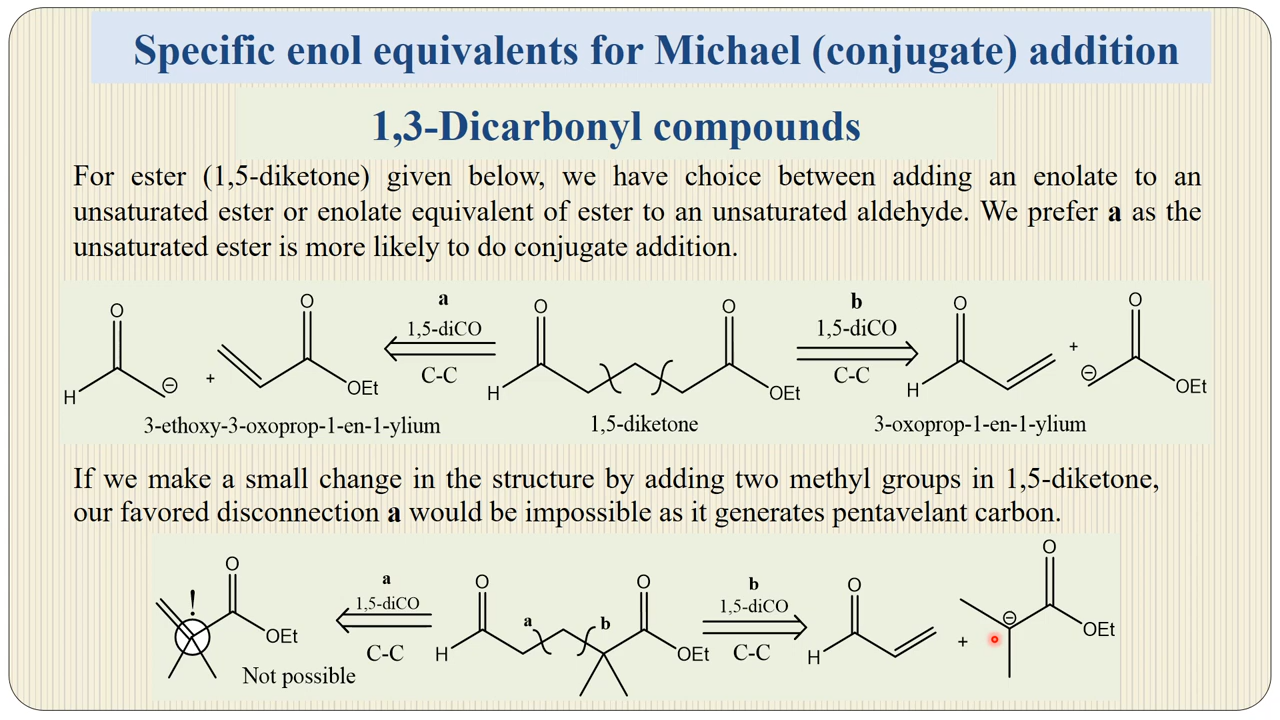 Specific enol equivalents for Michael (conjugate) addition
1,3-Dicarbonyl compounds
For ester (1,5-diketone) given below, we have choice between adding an enolate to an
unsaturated ester or enolate equivalent of ester to an unsaturated aldehyde. We prefer a as the
unsaturated ester is more likely to do conjugate addition.
O
H
⊖
+
O
OEt
a
1,5-diCO
C-C
O
H
O
OEt
b
1,5-diCO
C-C
O
H
+
⊖
O
OEt
3-ethoxy-3-oxoprop-1-en-1-ylium
1,5-diketone
3-oxoprop-1-en-1-ylium
If we make a small change in the structure by adding two methyl groups in 1,5-diketone,
our favored disconnection a would be impossible as it generates pentavelant carbon.
!
O
OEt
Not possible
a
1,5-diCO
C-C
O
H
a
b
O
OEt
b
1,5-diCO
C-C
O
H
+
⊖
O
OEt